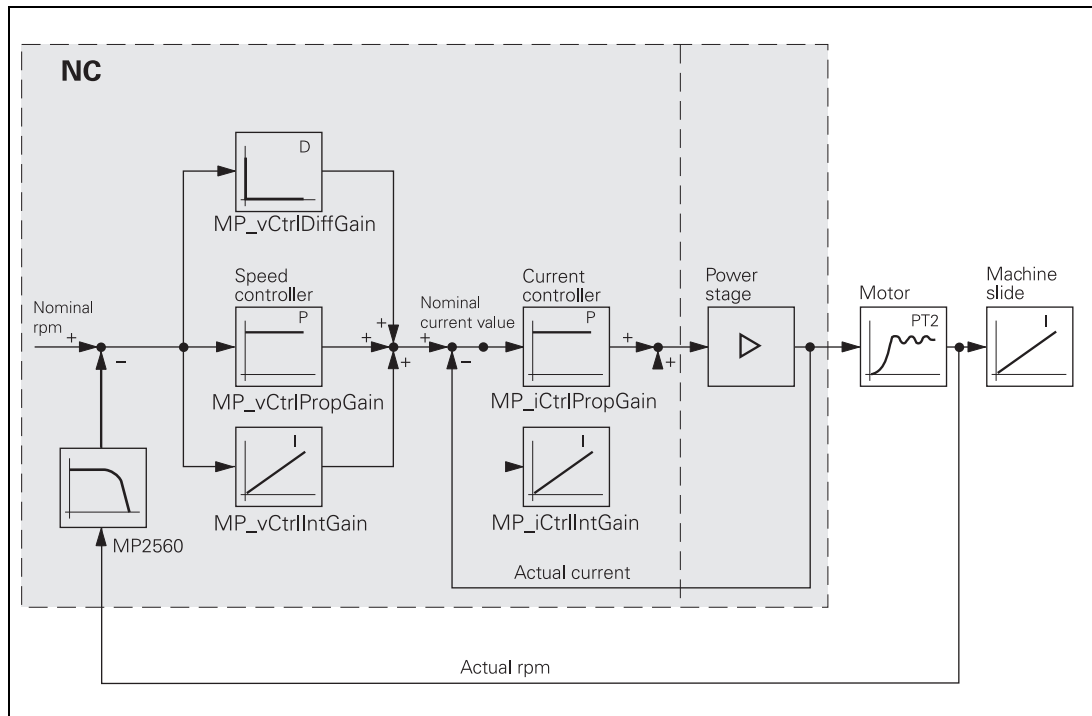 NC
D
MP_vCtrlDiffGain
Nominal
rpm
+
−
Speed
controller
P
MP_vCtrlPropGain
I
MP_vCtrlIntGain
MP2560
+
+
+
Nominal
current value
+
−
Current
controller
P
MP_iCtrlPropGain
I
MP_iCtrlIntGain
+
+
Power
stage
Motor
PT2
Machine
slide
I
Actual current
Actual rpm